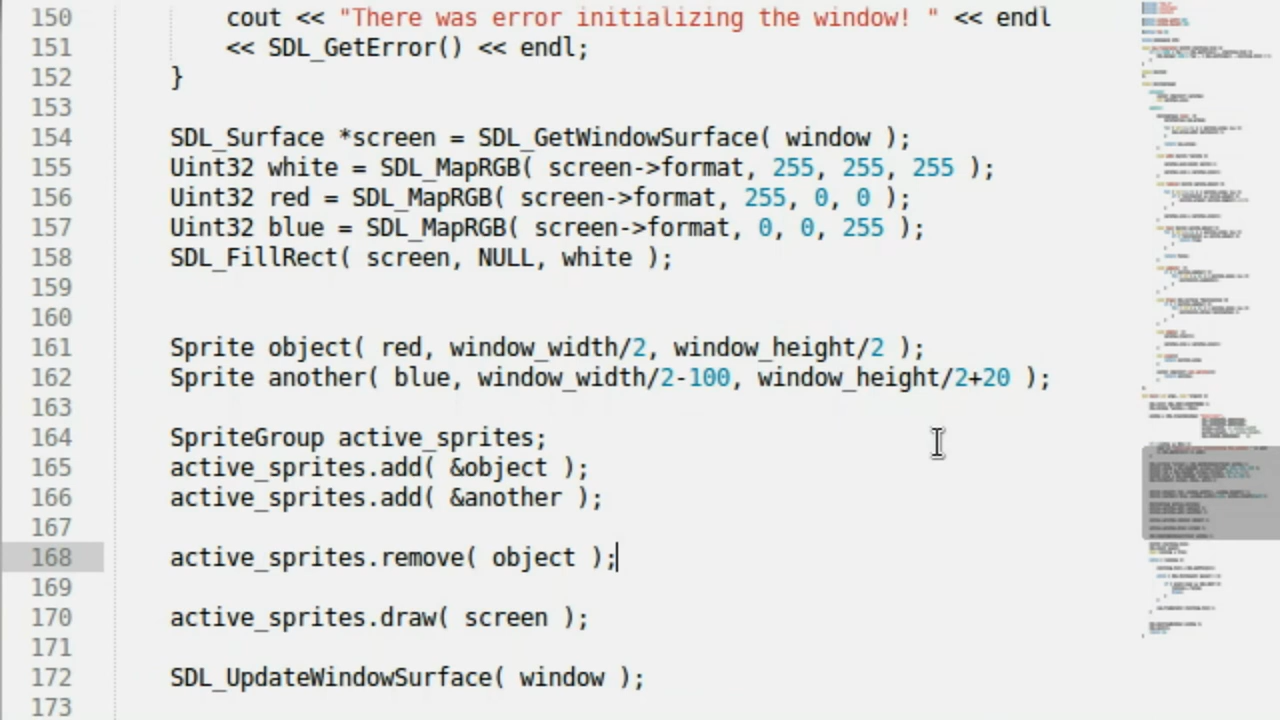 150 cout << "There was error initializing the window! " << endl
151 << SDL_GetError() << endl;
152 }
153
154 SDL_Surface *screen = SDL_GetWindowSurface( window );
155 Uint32 white = SDL_MapRGB( screen->format, 255, 255, 255 );
156 Uint32 red = SDL_MapRGB( screen->format, 255, 0, 0 );
157 Uint32 blue = SDL_MapRGB( screen->format, 0, 0, 255 );
158 SDL_FillRect( screen, NULL, white );
159
160
161 Sprite object( red, window_width/2, window_height/2 );
162 Sprite another( blue, window_width/2-100, window_height/2+20 );
163
164 SpriteGroup active_sprites;
165 active_sprites.add( &object );
166 active_sprites.add( &another );
167
168 active_sprites.remove( object );
169
170 active_sprites.draw( screen );
171
172 SDL_UpdateWindowSurface( window );
173